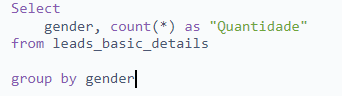 Select
gender, count(*) as "Quantidade"
from leads_basic_details
group by gender